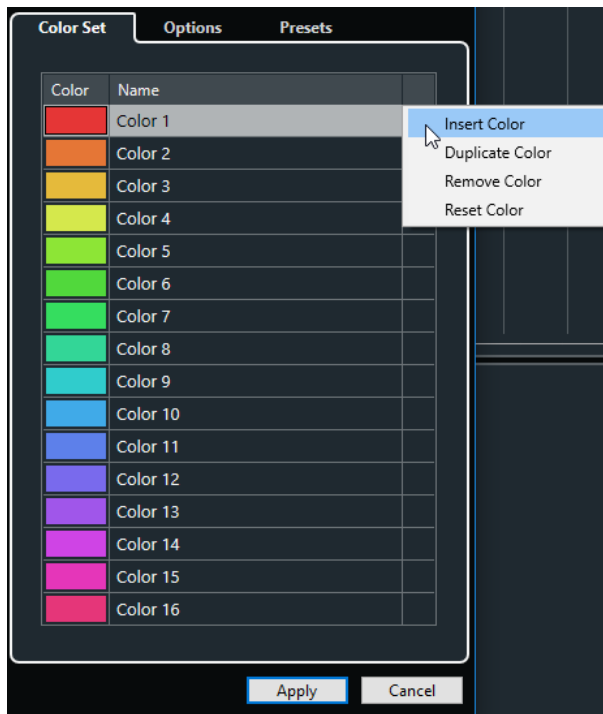 Color Set Options Presets
Color Name
Color 1
Color 2
Color 3
Color 4
Color 5
Color 6
Color 7
Color 8
Color 9
Color 10
Color 11
Color 12
Color 13
Color 14
Color 15
Color 16
Insert Color
Duplicate Color
Remove Color
Reset Color
Apply Cancel